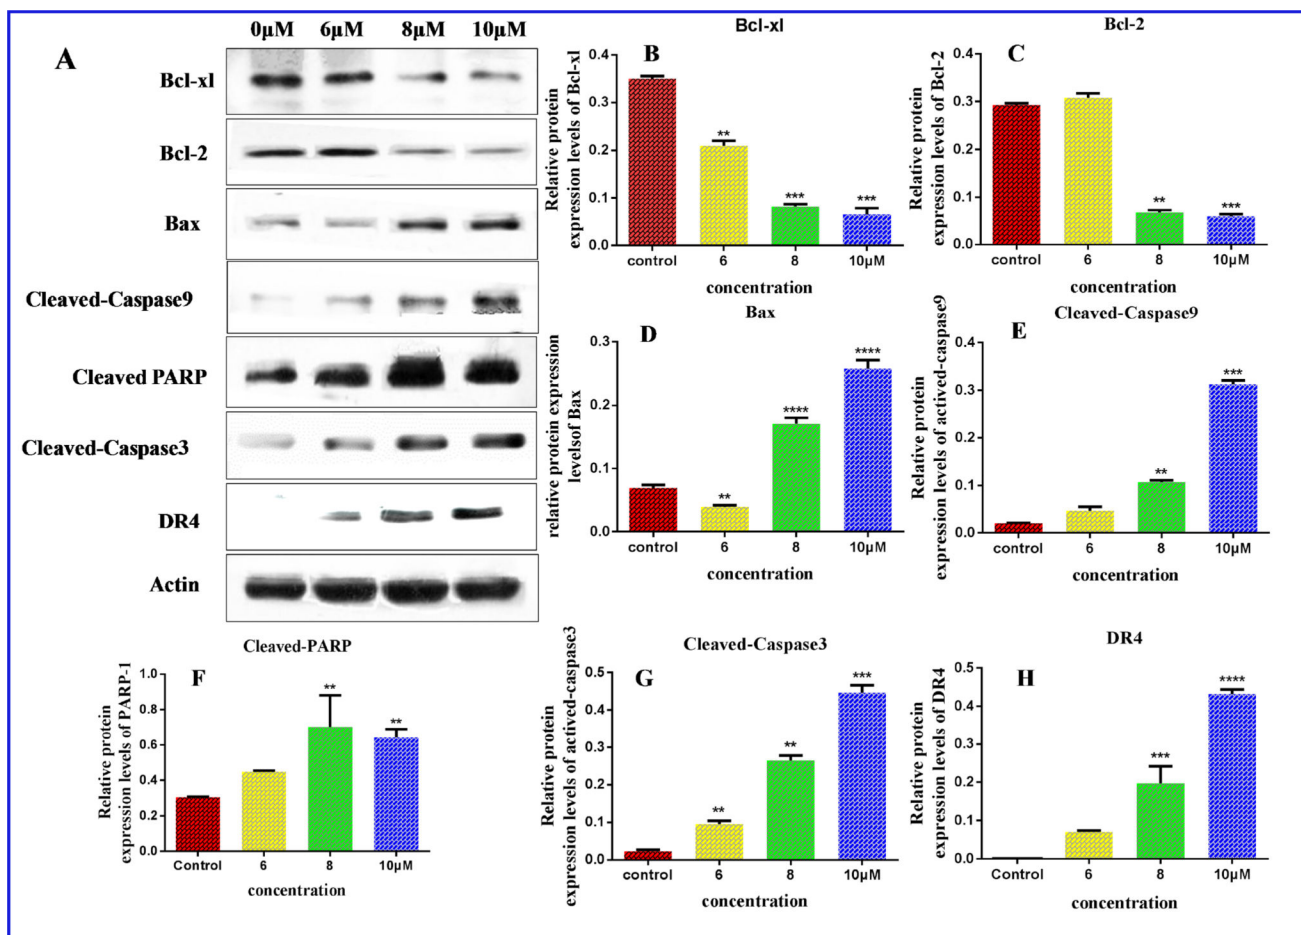 A
0μM 6μM 8μM 10μM
Bcl-xl
Bcl-2
Bax
Cleaved-Caspase9
Cleaved PARP
Cleaved-Caspase3
DR4
Actin
B
Bcl-xl
Relative protein
expression levels of Bcl-xl
0.4
0.3
0.2
0.1
0.0
**
***
***
control 6 8 10μM
concentration
C
Bcl-2
Relative protein
expression levels of Bcl-2
0.4
0.3
0.2
0.1
0.0
**
***
control 6 8 10μM
concentration
D
Bax
relative protein expression
levelsof Bax
0.3
0.2
0.1
0.0
**
****
****
control 6 8 10μM
concentration
E
Cleaved-Caspase9
Relative protein
expression levels of actived-caspase9
0.4
0.3
0.2
0.1
0.0
**
***
control 6 8 10μM
concentration
F
Cleaved-PARP
Relative protein
expression levels of PARP-1
1.0
0.8
0.6
0.4
0.2
0.0
**
**
Control 6 8 10μM
concentration
G
Cleaved-Caspase3
Relative protein
expression levels of actived-caspase3
0.5
0.4
0.3
0.2
0.1
0.0
**
**
***
control 6 8 10μM
concentration
H
DR4
Relative protein
expression levels of DR4
0.5
0.4
0.3
0.2
0.1
0.0
***
****
Control 6 8 10μM
concentration